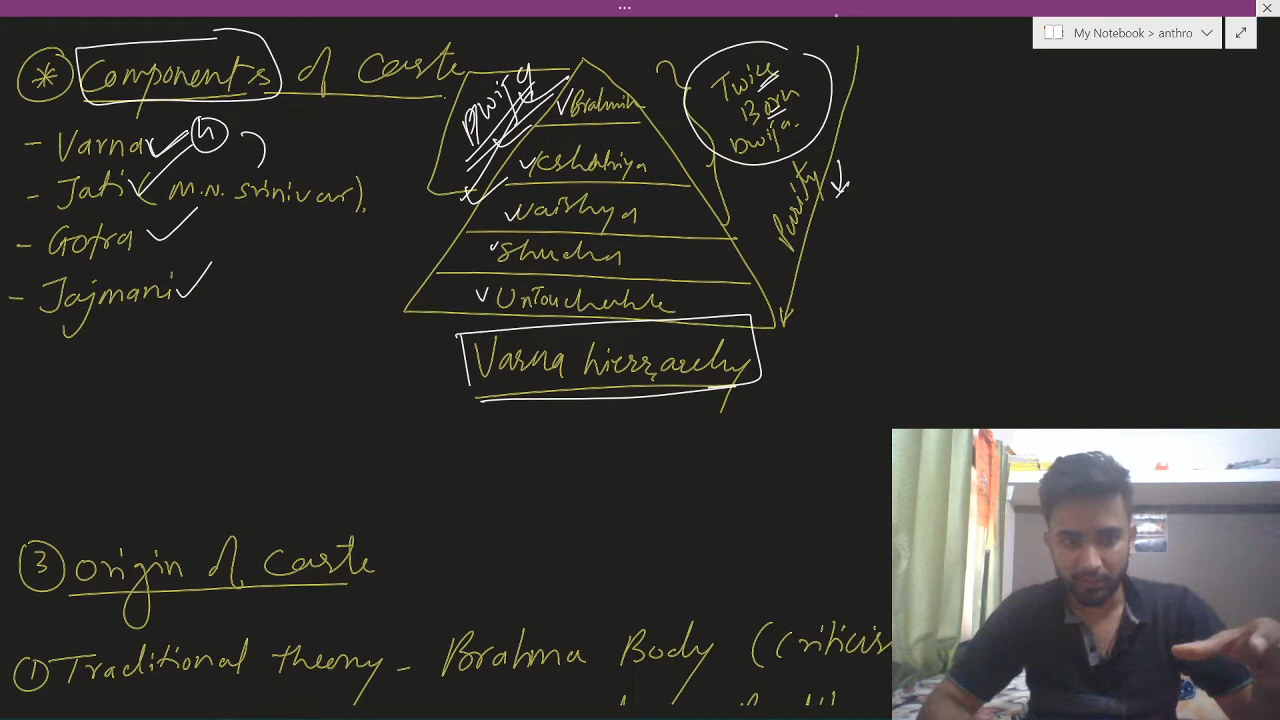 ...
My Notebook > anthro
* Components of Caste
- Varna 4
- Jati (M.N. Srinivas).
- Gotra
- Jajmani
Dwija
Brahmin
Kshatriya
Vaishya
Shudra
Untouchable
Varna hierarchy
Twice
Born
Dwija.
Purity
3 origin of Caste
1 Traditional theory - Brahma Body (criticis